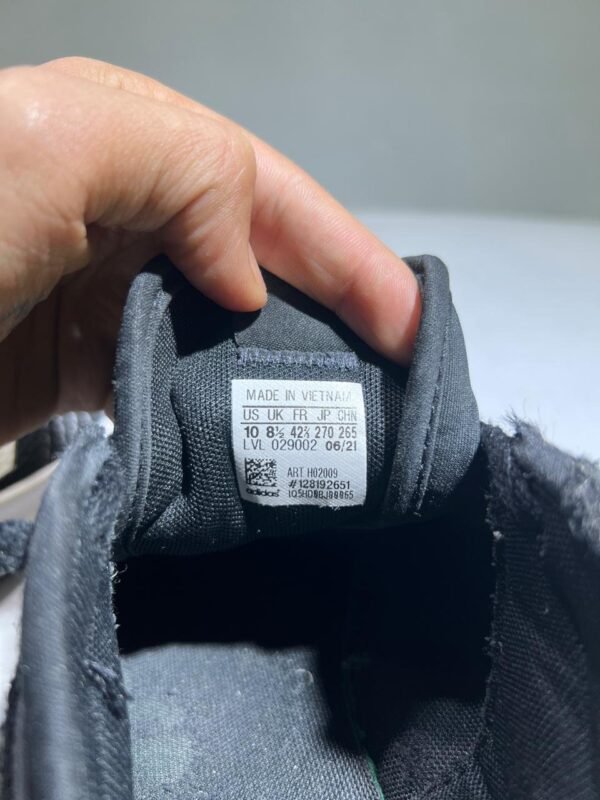 MADE IN VIETNAM
US UK FR JP CHN
10 8½ 42⅔ 270 265
LVL 029002 06/21
ART H02009
#128192651
adidas